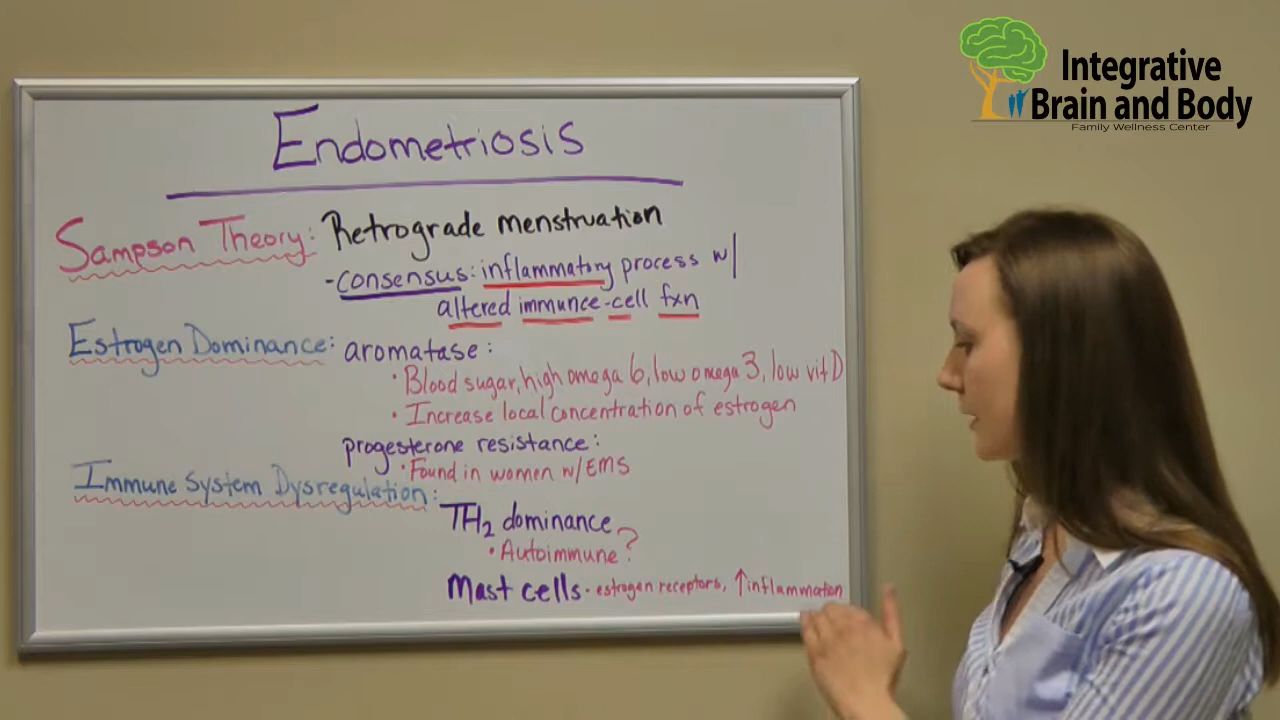 Integrative
Brain and Body
Family Wellness Center
Endometriosis
Sampson Theory: Retrograde menstruation
-consensus: inflammatory process w/
altered immunce-cell fxn
Estrogen Dominance: aromatase:
• Blood sugar, high omega 6, low omega 3, low vit D
• Increase local concentration of estrogen
progesterone resistance:
• Found in women w/EMS
Immune System Dysregulation:
TH2 dominance
• Autoimmune?
Mast cells - estrogen receptors, ↑inflammation